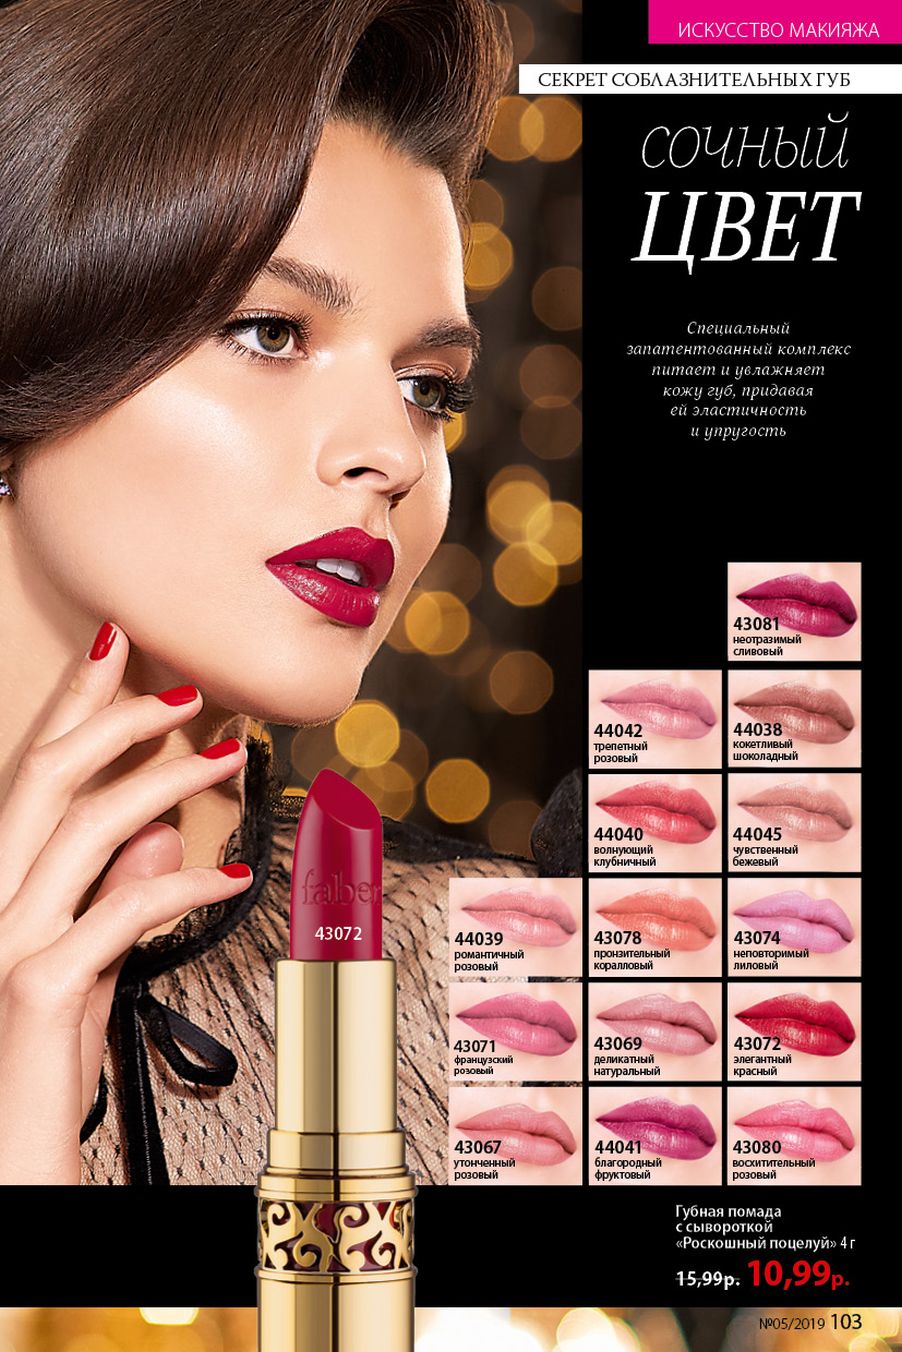 ИСКУССТВО МАКИЯЖА
СЕКРЕТ СОБЛАЗНИТЕЛЬНЫХ ГУБ
СОЧНЫЙ
ЦВЕТ
Специальный
запатентованный комплекс
питает и увлажняет
кожу губ, придавая
ей эластичность
и упругость
43081
неотразимый
сливовый
44042
трепетный
розовый
44038
кокетливый
шоколадный
44040
волнующий
клубничный
44045
чувственный
бежевый
44039
романтичный
розовый
43078
пронзительный
коралловый
43074
неповторимый
лиловый
43071
французский
розовый
43069
деликатный
натуральный
43072
элегантный
красный
43067
утонченный
розовый
44041
благородный
фруктовый
43080
восхитительный
розовый
faber
43072
Губная помада
с сывороткой
«Роскошный поцелуй» 4 г
15,99р. 10,99р.
№05/2019 103